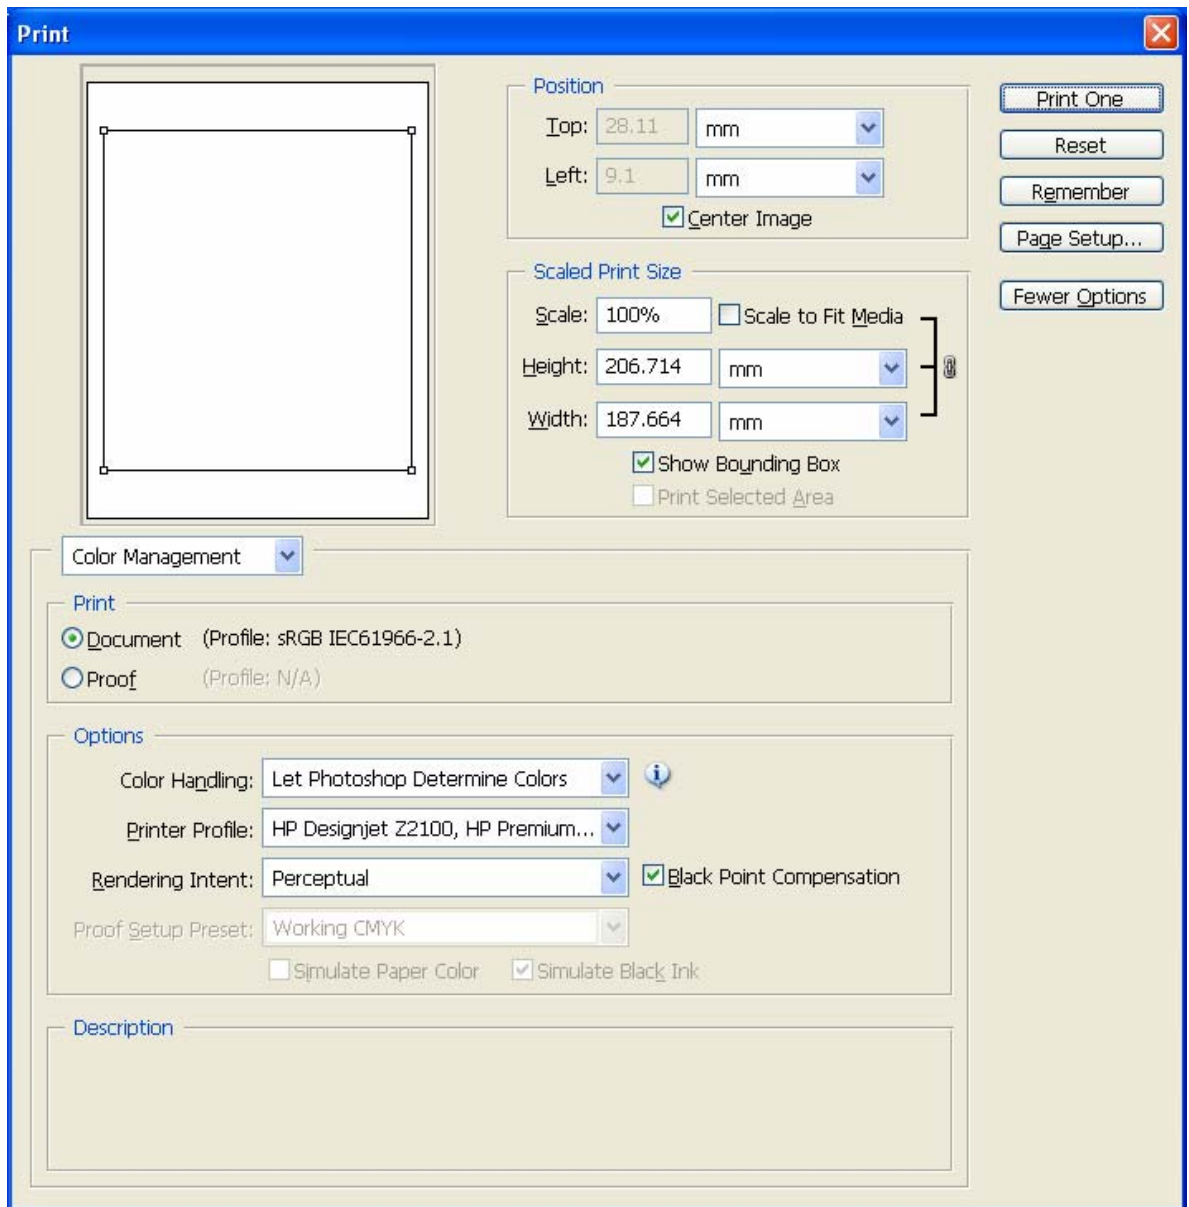 Print
Position
Top: 28.11 mm
Left: 9.1 mm
Center Image
Print One
Reset
Remember
Page Setup...
Fewer Options
Scaled Print Size
Scale: 100% Scale to Fit Media
Height: 206.714 mm
Width: 187.664 mm
Show Bounding Box
Print Selected Area
Color Management
Print
Document (Profile: sRGB IEC61966-2.1)
Proof (Profile: N/A)
Options
Color Handling: Let Photoshop Determine Colors
Printer Profile: HP Designjet Z2100, HP Premium...
Rendering Intent: Perceptual Black Point Compensation
Proof Setup Preset: Working CMYK
Simulate Paper Color Simulate Black Ink
Description